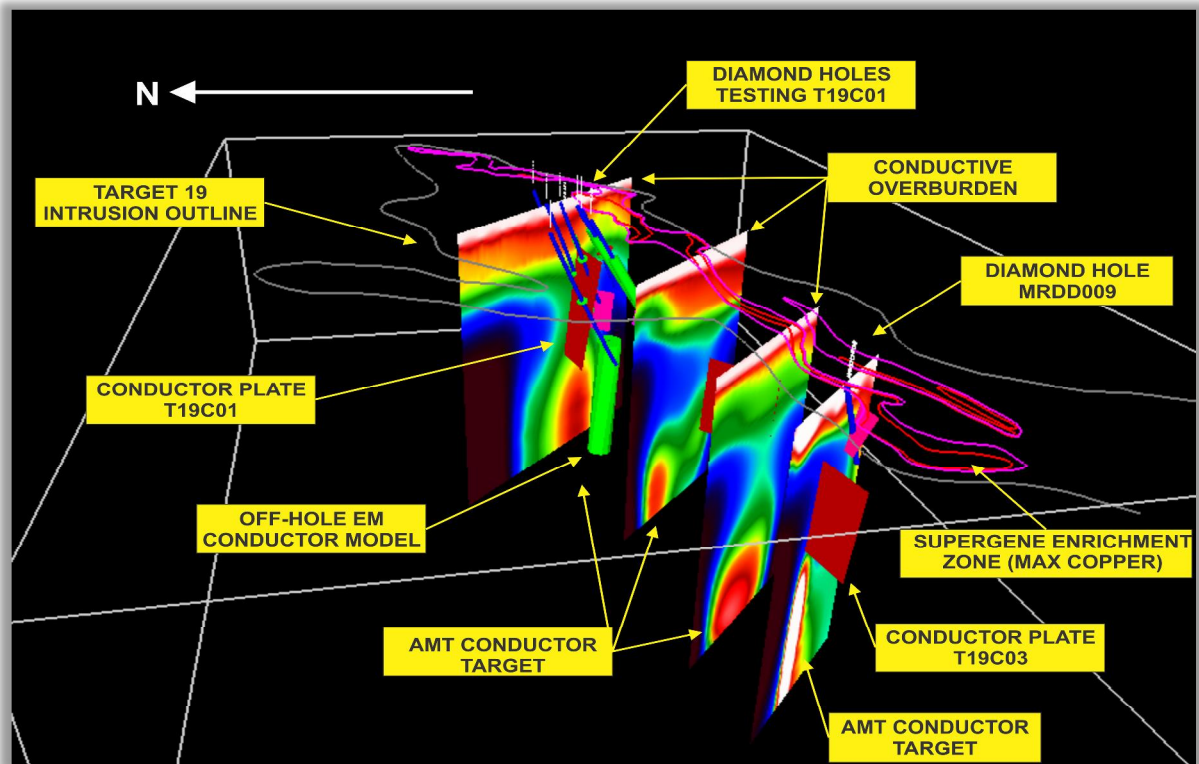 DIAMOND HOLES
TESTING T19C01
N
CONDUCTIVE
OVERBURDEN
TARGET 19
INTRUSION OUTLINE
DIAMOND HOLE
MRDD009
CONDUCTOR PLATE
T19C01
OFF-HOLE EM
CONDUCTOR MODEL
SUPERGENE ENRICHMENT
ZONE (MAX COPPER)
AMT CONDUCTOR
TARGET
CONDUCTOR PLATE
T19C03
AMT CONDUCTOR
TARGET